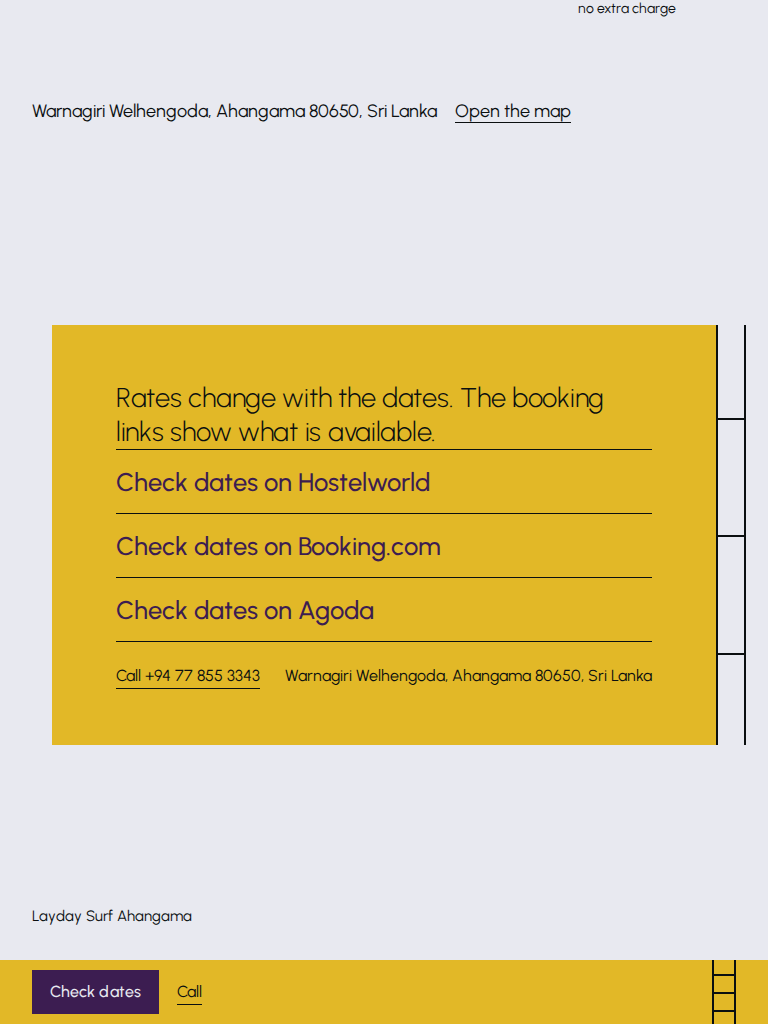 no extra charge
Warnagiri Welhengoda, Ahangama 80650, Sri Lanka Open the map
Rates change with the dates. The booking
links show what is available.
Check dates on Hostelworld
Check dates on Booking.com
Check dates on Agoda
Call +94 77 855 3343 Warnagiri Welhengoda, Ahangama 80650, Sri Lanka
Layday Surf Ahangama
Check dates Call